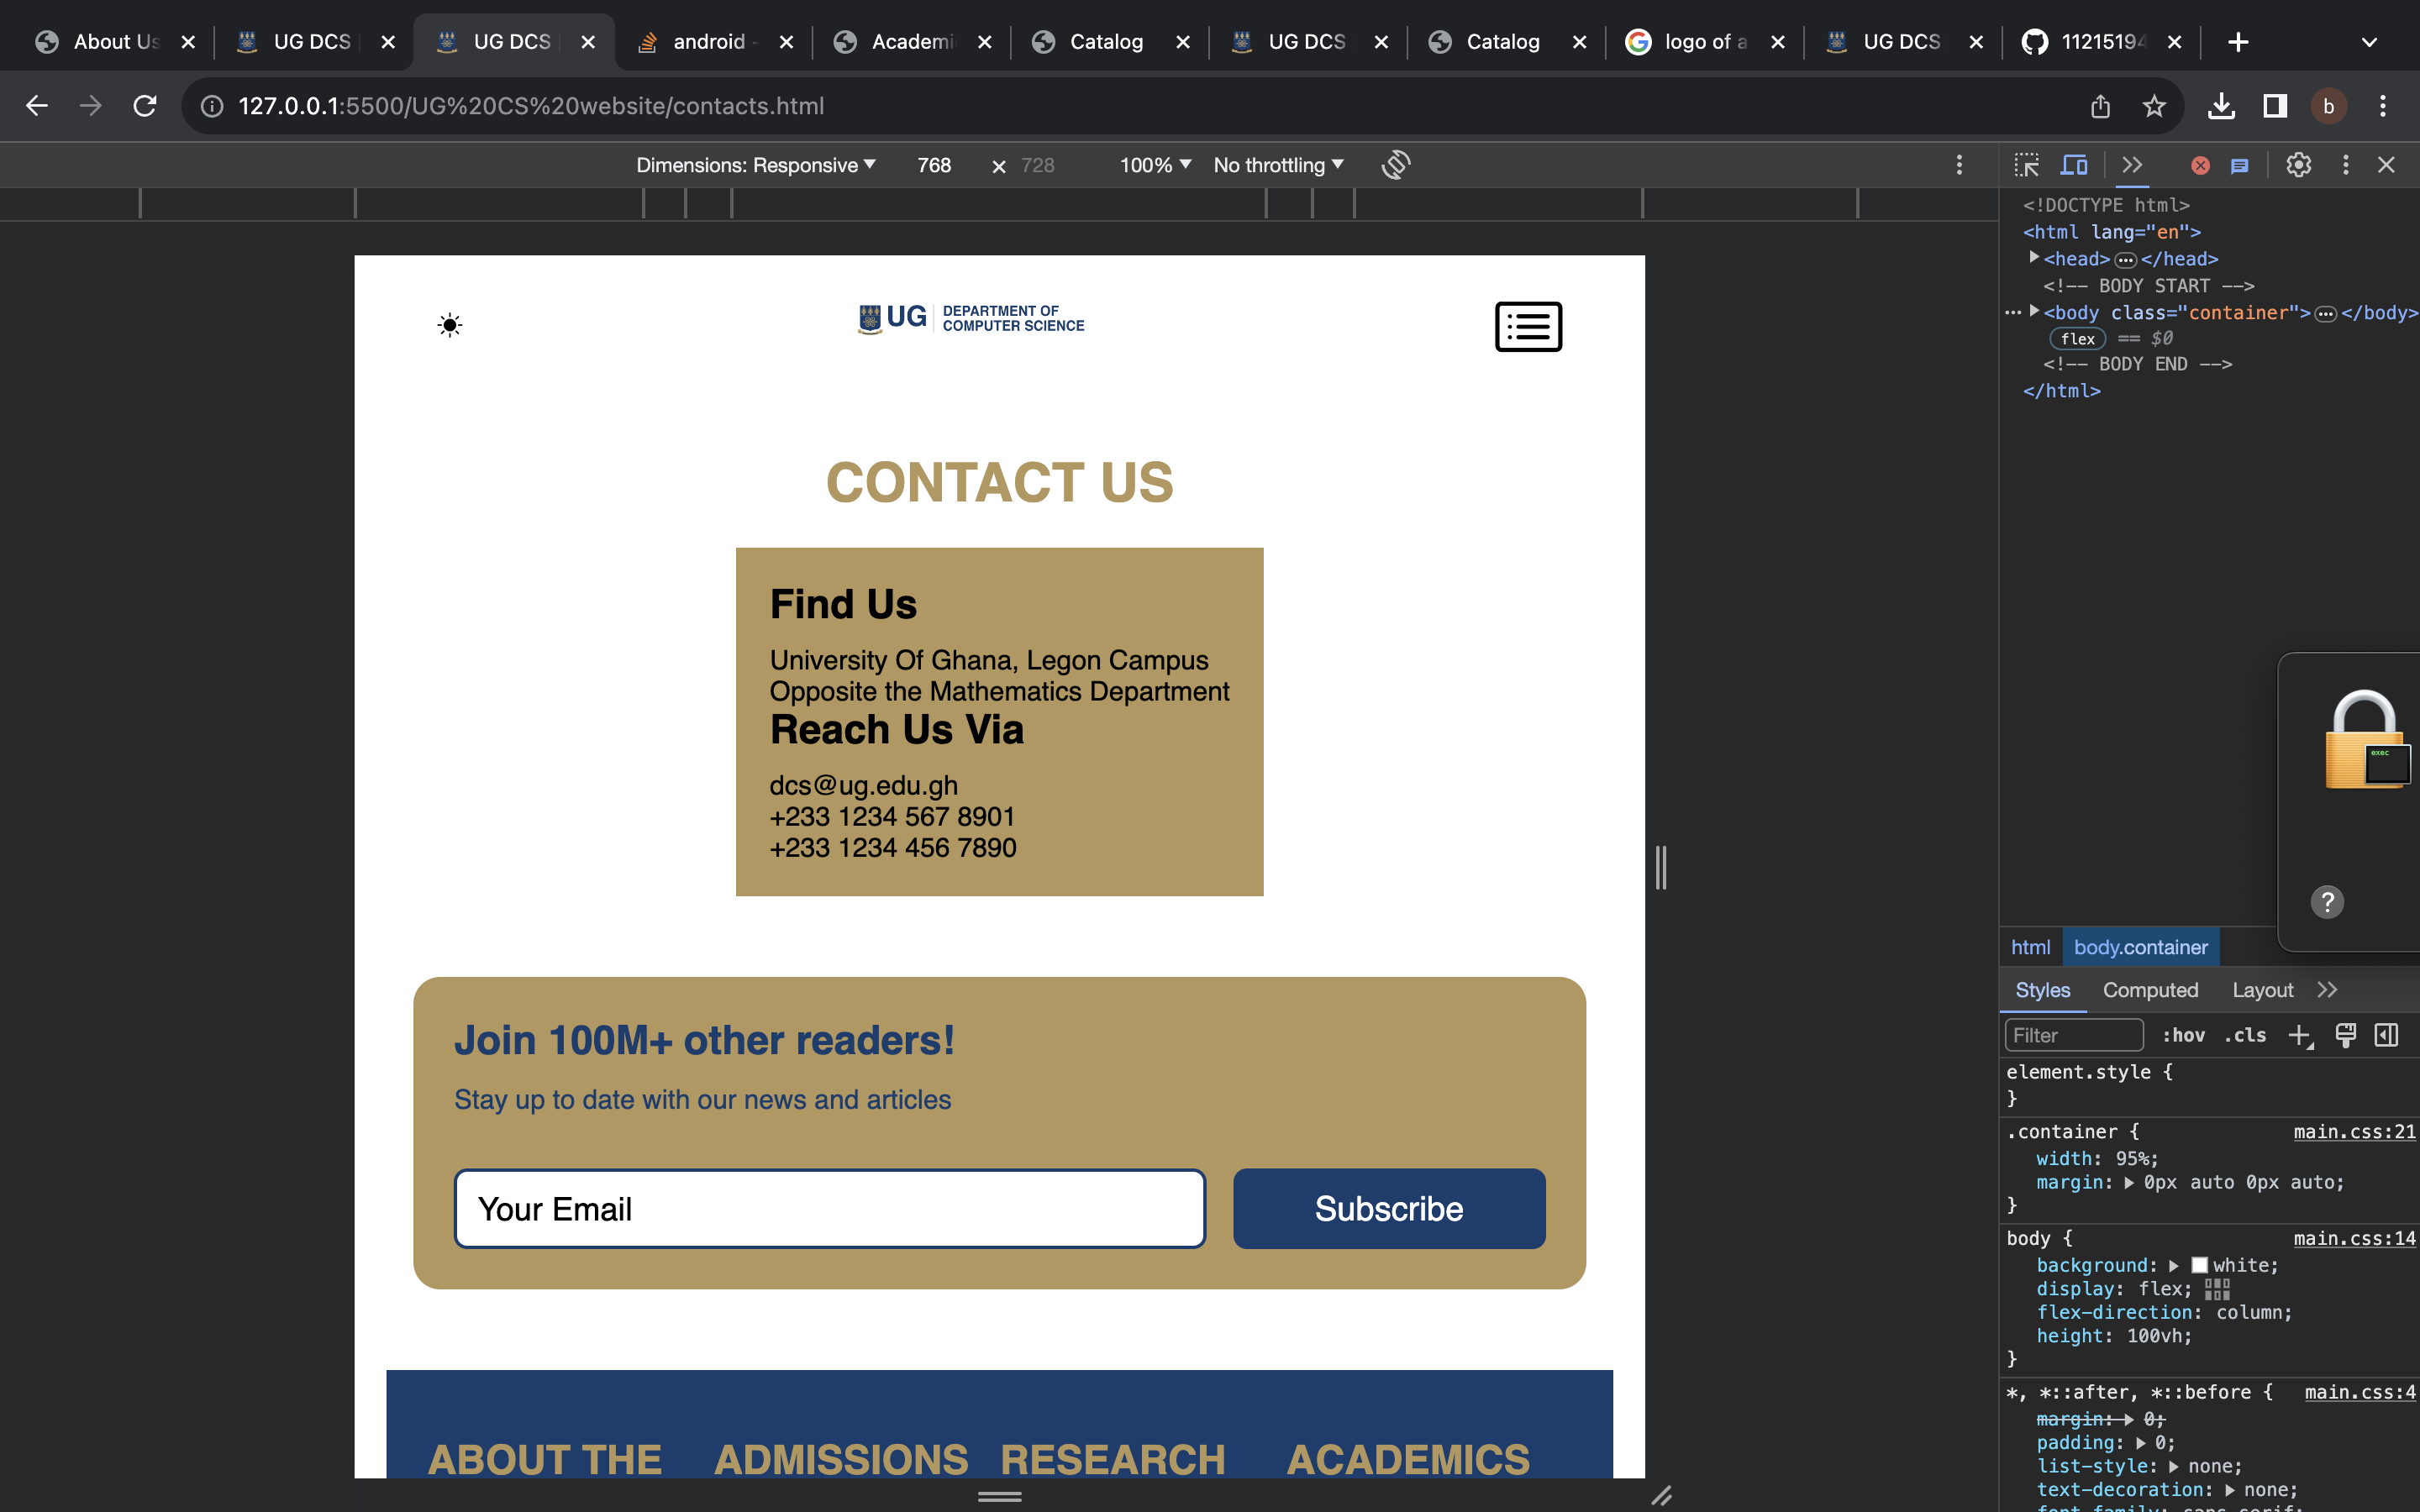 About Us
UG DCS
UG DCS
android -
Academi
Catalog
UG DCS
Catalog
logo of a
UG DCS
11215194
127.0.0.1:5500/UG%20CS%20website/contacts.html
b
Dimensions: Responsive 768 × 728 100% No throttling
<!DOCTYPE html>
<html lang="en">
<head>…</head>
<!-- BODY START -->
… <body class="container">…</body>
flex == $0
<!-- BODY END -->
</html>
UG DEPARTMENT OF
COMPUTER SCIENCE
CONTACT US
Find Us
University Of Ghana, Legon Campus
Opposite the Mathematics Department
Reach Us Via
dcs@ug.edu.gh
+233 1234 567 8901
+233 1234 456 7890
Join 100M+ other readers!
Stay up to date with our news and articles
Your Email
Subscribe
ABOUT THE ADMISSIONS RESEARCH ACADEMICS
exec
?
html body.container
Styles Computed Layout
Filter :hov .cls
element.style {
}
.container { main.css:21
width: 95%;
margin: 0px auto 0px auto;
}
body { main.css:14
background: white;
display: flex;
flex-direction: column;
height: 100vh;
}
*, *::after, *::before { main.css:4
margin: 0;
padding: 0;
list-style: none;
text-decoration: none;
font-family: sans-serif;